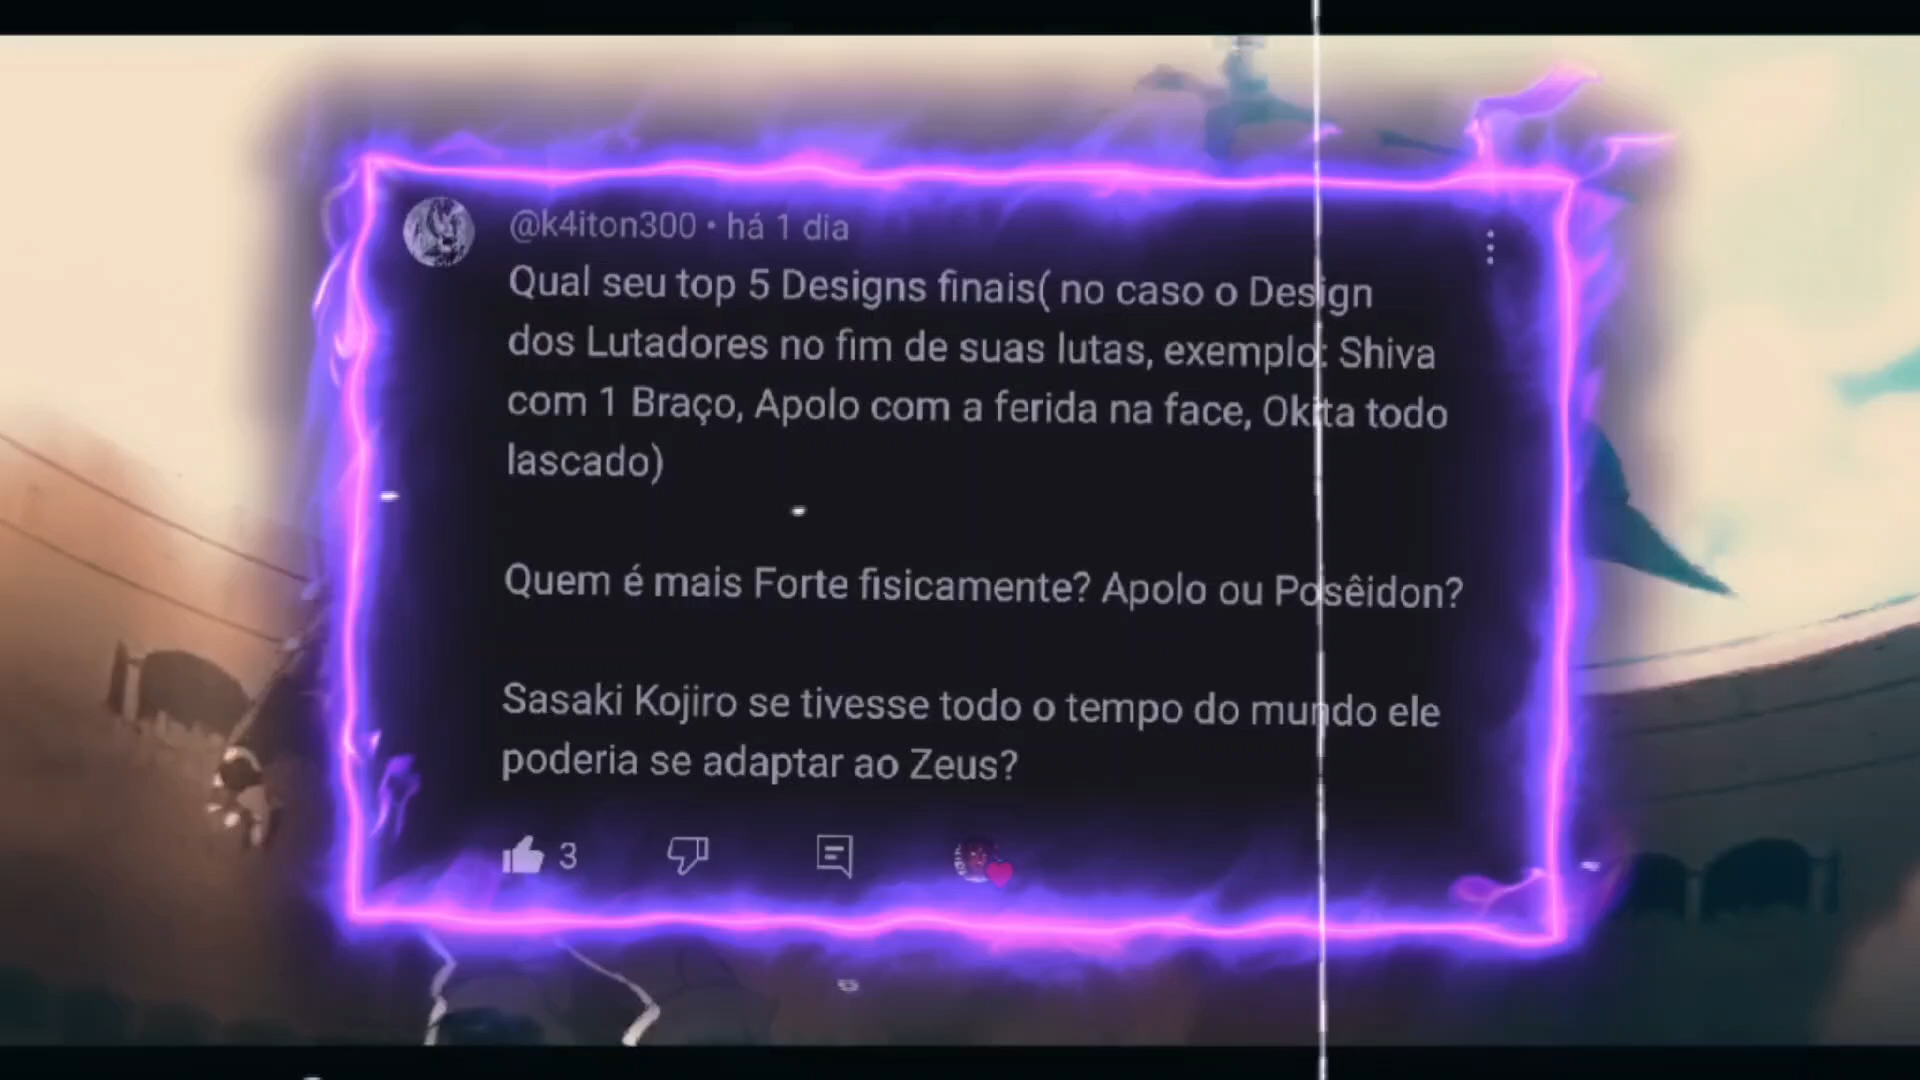 @k4iton300 • há 1 dia
Qual seu top 5 Designs finais( no caso o Design
dos Lutadores no fim de suas lutas, exemplo: Shiva
com 1 Braço, Apolo com a ferida na face, Okita todo
lascado)
Quem é mais Forte fisicamente? Apolo ou Posêidon?
Sasaki Kojiro se tivesse todo o tempo do mundo ele
poderia se adaptar ao Zeus?
3